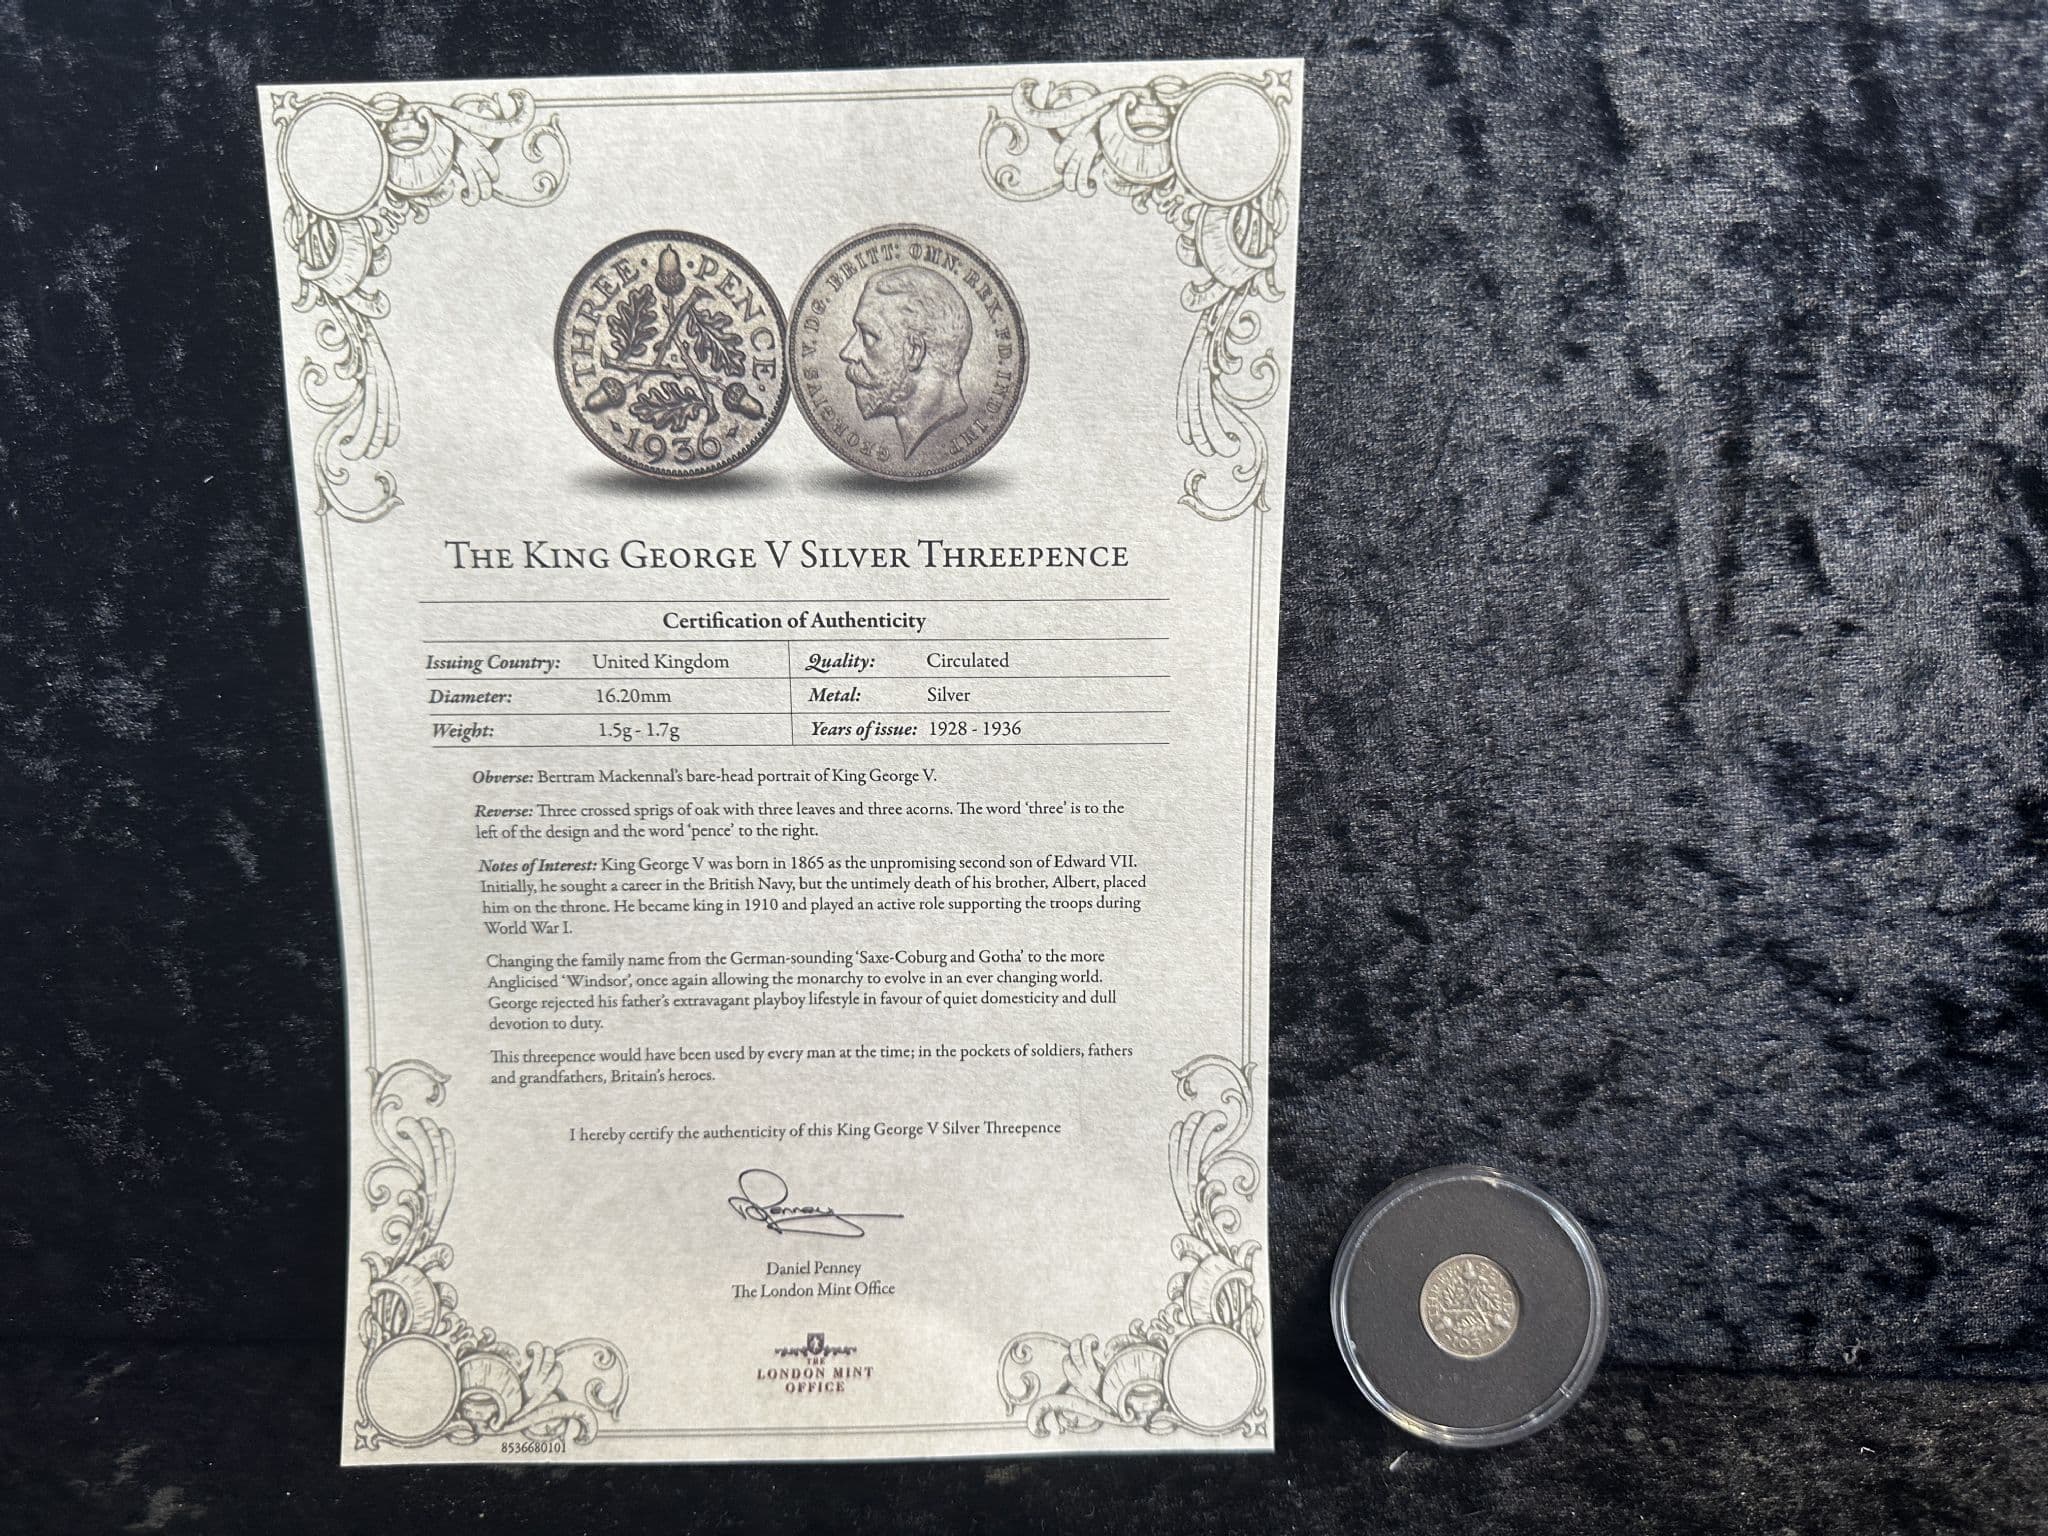 THREE · PENCE ·
1936
GEORGIVS V. DG. BRITT: OMN: REX. F.D. IND: IMP:
THE KING GEORGE V SILVER THREEPENCE
Certification of Authenticity
Issuing Country: United Kingdom Quality: Circulated
Diameter: 16.20mm Metal: Silver
Weight: 1.5g - 1.7g Years of issue: 1928 - 1936
Obverse: Bertram Mackennal's bare-head portrait of King George V.
Reverse: Three crossed sprigs of oak with three leaves and three acorns. The word 'three' is to the
left of the design and the word 'pence' to the right.
Notes of Interest: King George V was born in 1865 as the unpromising second son of Edward VII.
Initially, he sought a career in the British Navy, but the untimely death of his brother, Albert, placed
him on the throne. He became king in 1910 and played an active role supporting the troops during
World War I.
Changing the family name from the German-sounding 'Saxe-Coburg and Gotha' to the more
Anglicised 'Windsor', once again allowing the monarchy to evolve in an ever changing world.
George rejected his father's extravagant playboy lifestyle in favour of quiet domesticity and dull
devotion to duty.
This threepence would have been used by every man at the time; in the pockets of soldiers, fathers
and grandfathers, Britain's heroes.
I hereby certify the authenticity of this King George V Silver Threepence
Daniel Penney
The London Mint Office
THE
LONDON MINT
OFFICE
8536680101